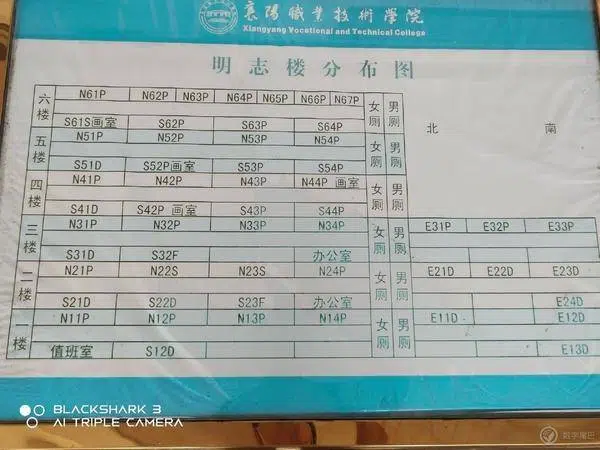 襄陽職業技術學院
Xiangyang Vocational and Technical College
明志楼分布图
六楼 N61P N62P N63P N64P N65P N66P N67P 女厕 男厕 北 南
S61S画室 S62P S63P S64P
五楼 N51P N52P N53P N54P 女厕 男厕
S51D S52P画室 S53P S54P
四楼 N41P N42P N43P N44P 画室 女厕 男厕
S41D S42P 画室 S43P S44P
三楼 N31P N32P N33P N34P 女厕 男厕 E31P E32P E33P
S31D S32F 办公室
二楼 N21P N22S N23S N24P 女厕 男厕 E21D E22D E23D
S21D S22D S23F 办公室 E24D
一楼 N11P N12P N13P N14P 女厕 男厕 E11D E12D
值班室 S12D E13D
BLACKSHARK 3
AI TRIPLE CAMERA
数字尾巴